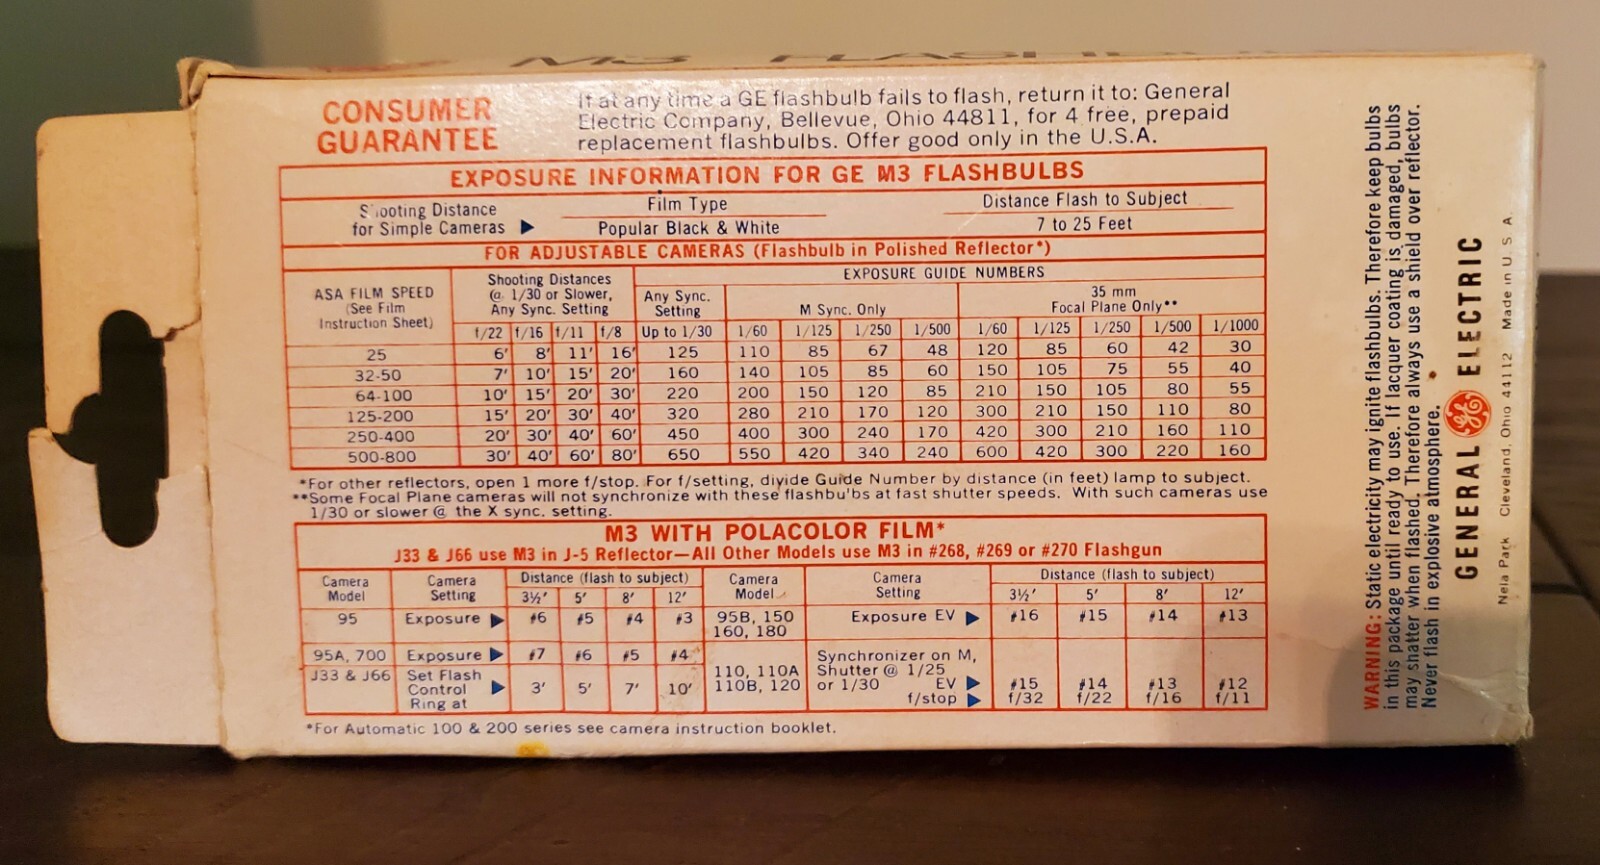 M3 FLASHBULBS
CONSUMER
GUARANTEE
If at any time a GE flashbulb fails to flash, return it to: General
Electric Company, Bellevue, Ohio 44811, for 4 free, prepaid
replacement flashbulbs. Offer good only in the U.S.A.
EXPOSURE INFORMATION FOR GE M3 FLASHBULBS
Shooting Distance
for Simple Cameras ▶
Film Type
Popular Black & White
Distance Flash to Subject
7 to 25 Feet
FOR ADJUSTABLE CAMERAS (Flashbulb in Polished Reflector*)
ASA FILM SPEED
(See Film
Instruction Sheet)
Shooting Distances
@ 1/30 or Slower,
Any Sync. Setting
EXPOSURE GUIDE NUMBERS
Any Sync.
Setting
M Sync. Only
35 mm
Focal Plane Only**
f/22 f/16 f/11 f/8 Up to 1/30 1/60 1/125 1/250 1/500 1/60 1/125 1/250 1/500 1/1000
25 6' 8' 11' 16' 125 110 85 67 48 120 85 60 42 30
32-50 7' 10' 15' 20' 160 140 105 85 60 150 105 75 55 40
64-100 10' 15' 20' 30' 220 200 150 120 85 210 150 105 80 55
125-200 15' 20' 30' 40' 320 280 210 170 120 300 210 150 110 80
250-400 20' 30' 40' 60' 450 400 300 240 170 420 300 210 160 110
500-800 30' 40' 60' 80' 650 550 420 340 240 600 420 300 220 160
*For other reflectors, open 1 more f/stop. For f/setting, divide Guide Number by distance (in feet) lamp to subject.
**Some Focal Plane cameras will not synchronize with these flashbu'bs at fast shutter speeds. With such cameras use
1/30 or slower @ the X sync. setting.
M3 WITH POLACOLOR FILM*
J33 & J66 use M3 in J-5 Reflector—All Other Models use M3 in #268, #269 or #270 Flashgun
Camera
Model
Camera
Setting
Distance (flash to subject)
3½' 5' 8' 12'
95 Exposure ▶ #6 #5 #4 #3
95A, 700 Exposure ▶ #7 #6 #5 #4
J33 & J66 Set Flash
Control ▶ 3' 5' 7' 10'
Ring at
Camera
Model
Camera
Setting
Distance (flash to subject)
3½' 5' 8' 12'
95B, 150
160, 180
Exposure EV ▶ #16 #15 #14 #13
110, 110A
110B, 120
Synchronizer on M,
Shutter @ 1/25
or 1/30 EV ▶ #15 #14 #13 #12
f/stop ▶ f/32 f/22 f/16 f/11
*For Automatic 100 & 200 series see camera instruction booklet.
WARNING: Static electricity may ignite flashbulbs. Therefore keep bulbs
in this package until ready to use. If lacquer coating is damaged, bulbs
may shatter when flashed. Therefore always use a shield over reflector.
Never flash in explosive atmosphere.
GENERAL GE ELECTRIC
Nela Park Cleveland, Ohio 44112 Made in U. S. A.